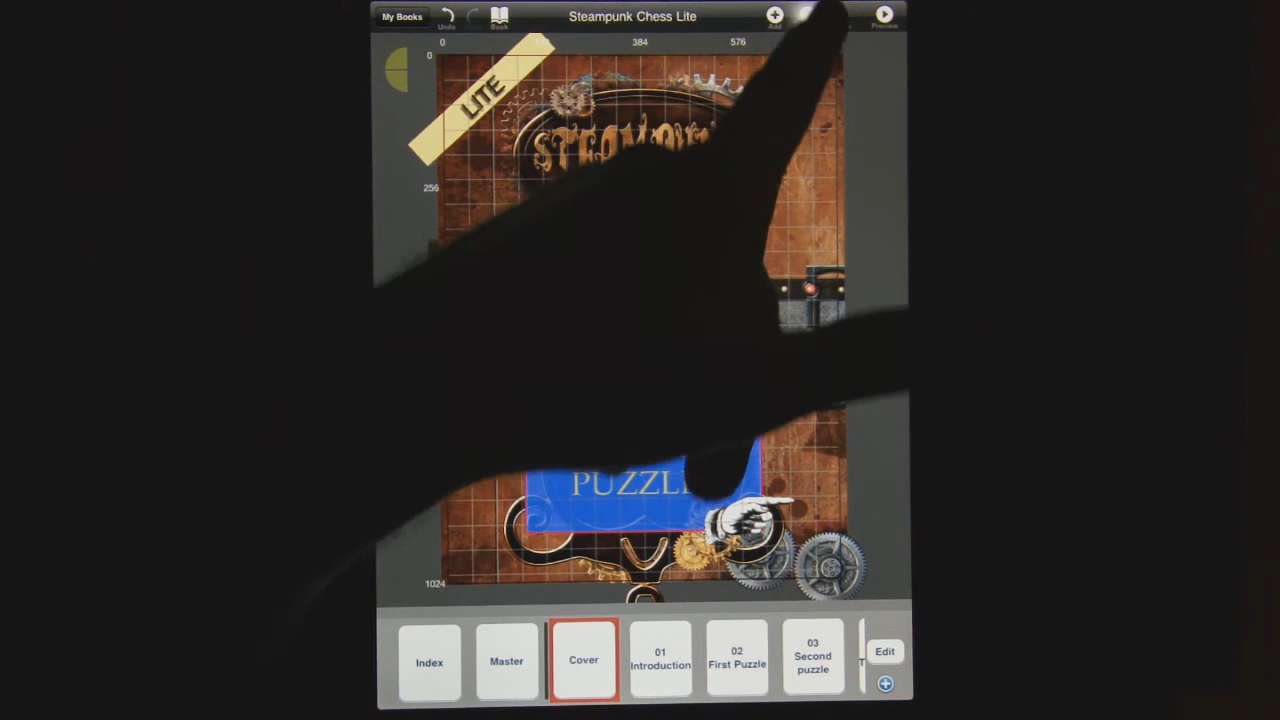 My Books
Undo
Book
Steampunk Chess Lite
Add
Preview
0
384
576
0
LITE
256
PUZZL
1024
Index
Master
Cover
01
Introduction
02
First Puzzle
03
Second
puzzle
T
Edit